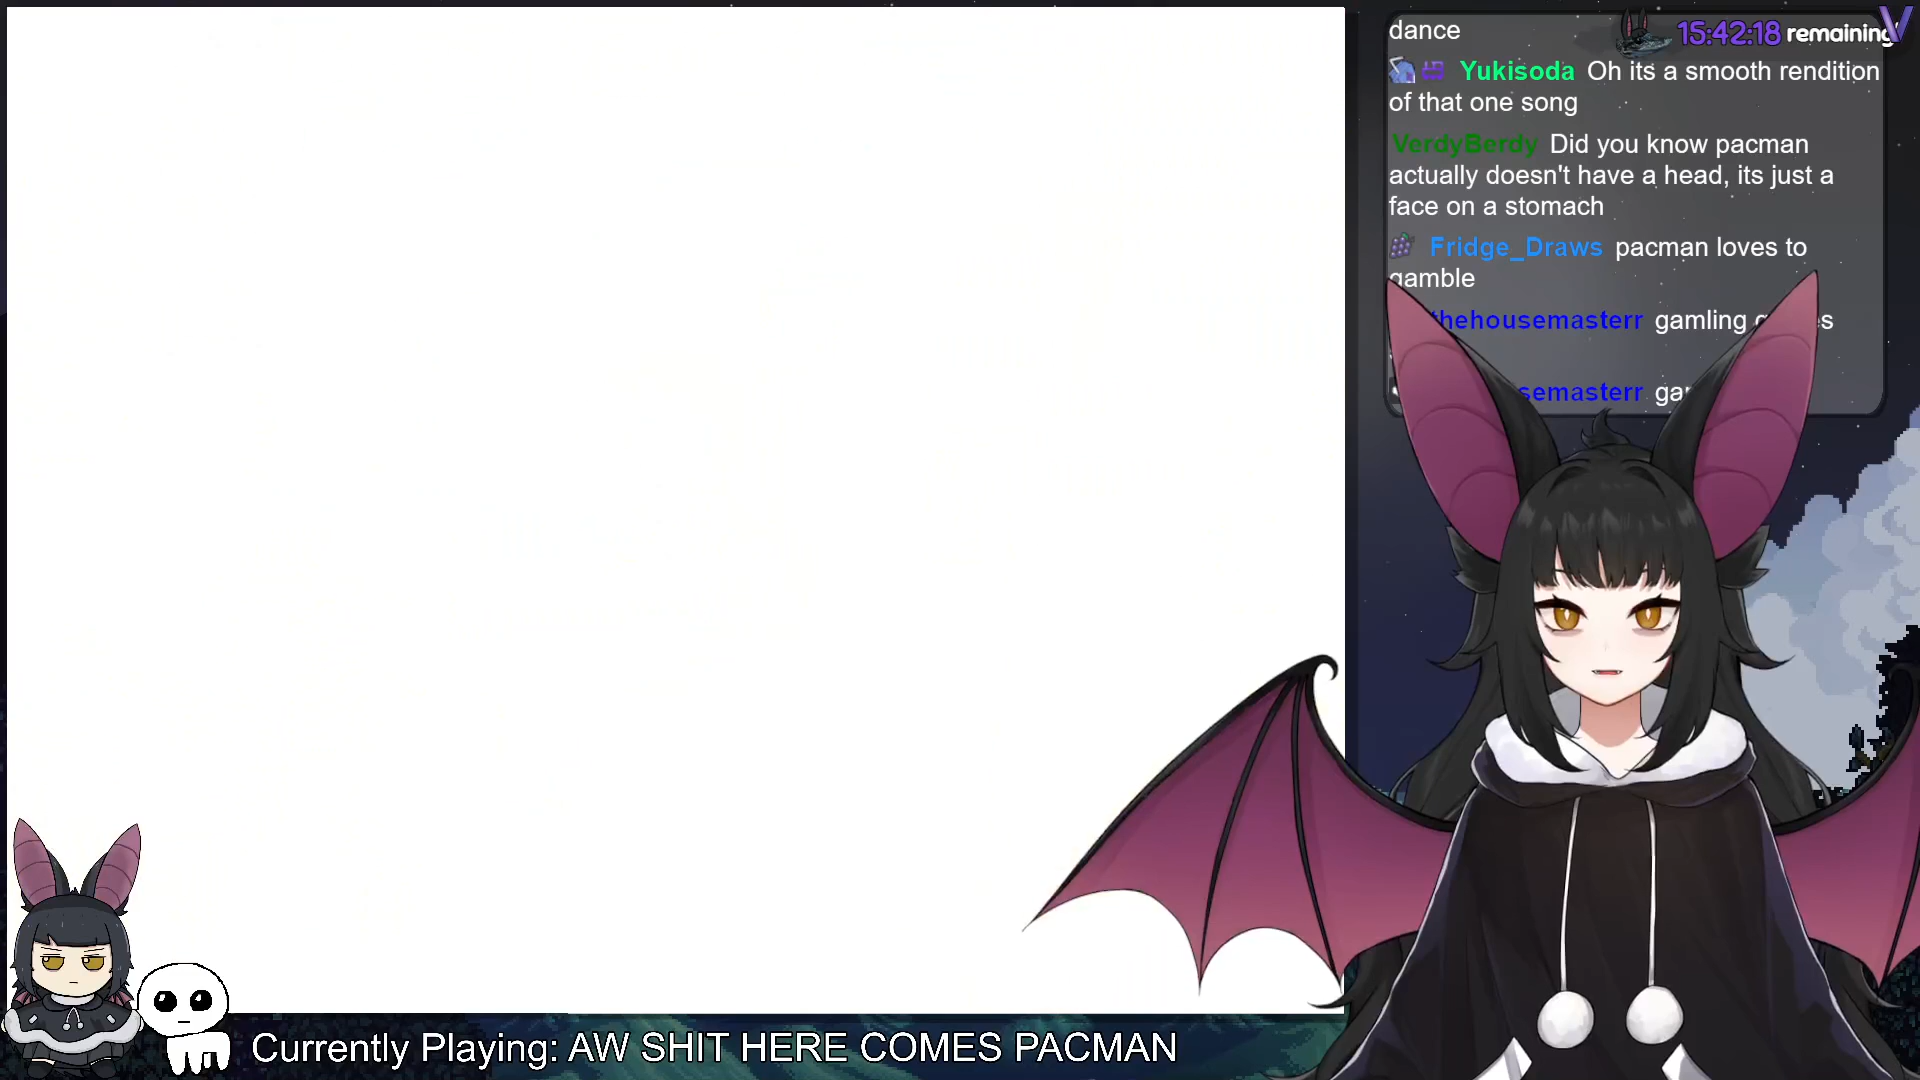 dance
15:42:18 remaining
Yukisoda Oh its a smooth rendition
of that one song
VerdyBerdy Did you know pacman
actually doesn't have a head, its just a
face on a stomach
Fridge_Draws pacman loves to
gamble
thehousemasterr gamling
semasterr
Currently Playing: AW SHIT HERE COMES PACMAN